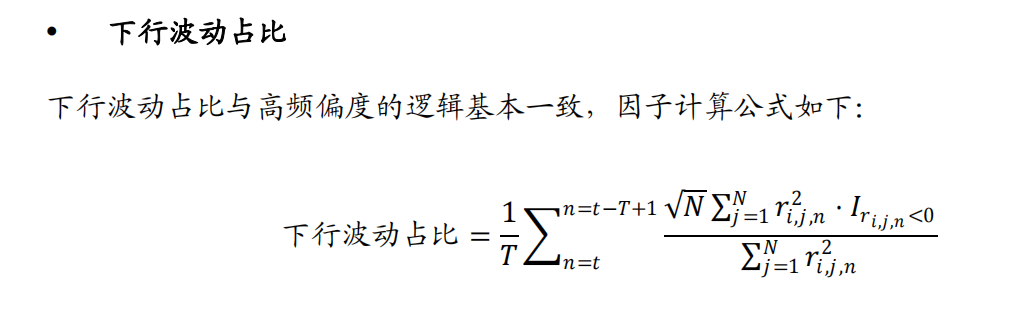 • 下行波动占比
下行波动占比与高频偏度的逻辑基本一致，因子计算公式如下：
下行波动占比 = \frac{1}{T} \sum_{n=t}^{n=t-T+1} \frac{\sqrt{N} \sum_{j=1}^{N} r_{i,j,n}^{2} \cdot I_{r_{i,j,n}<0}}{\sum_{j=1}^{N} r_{i,j,n}^{2}}